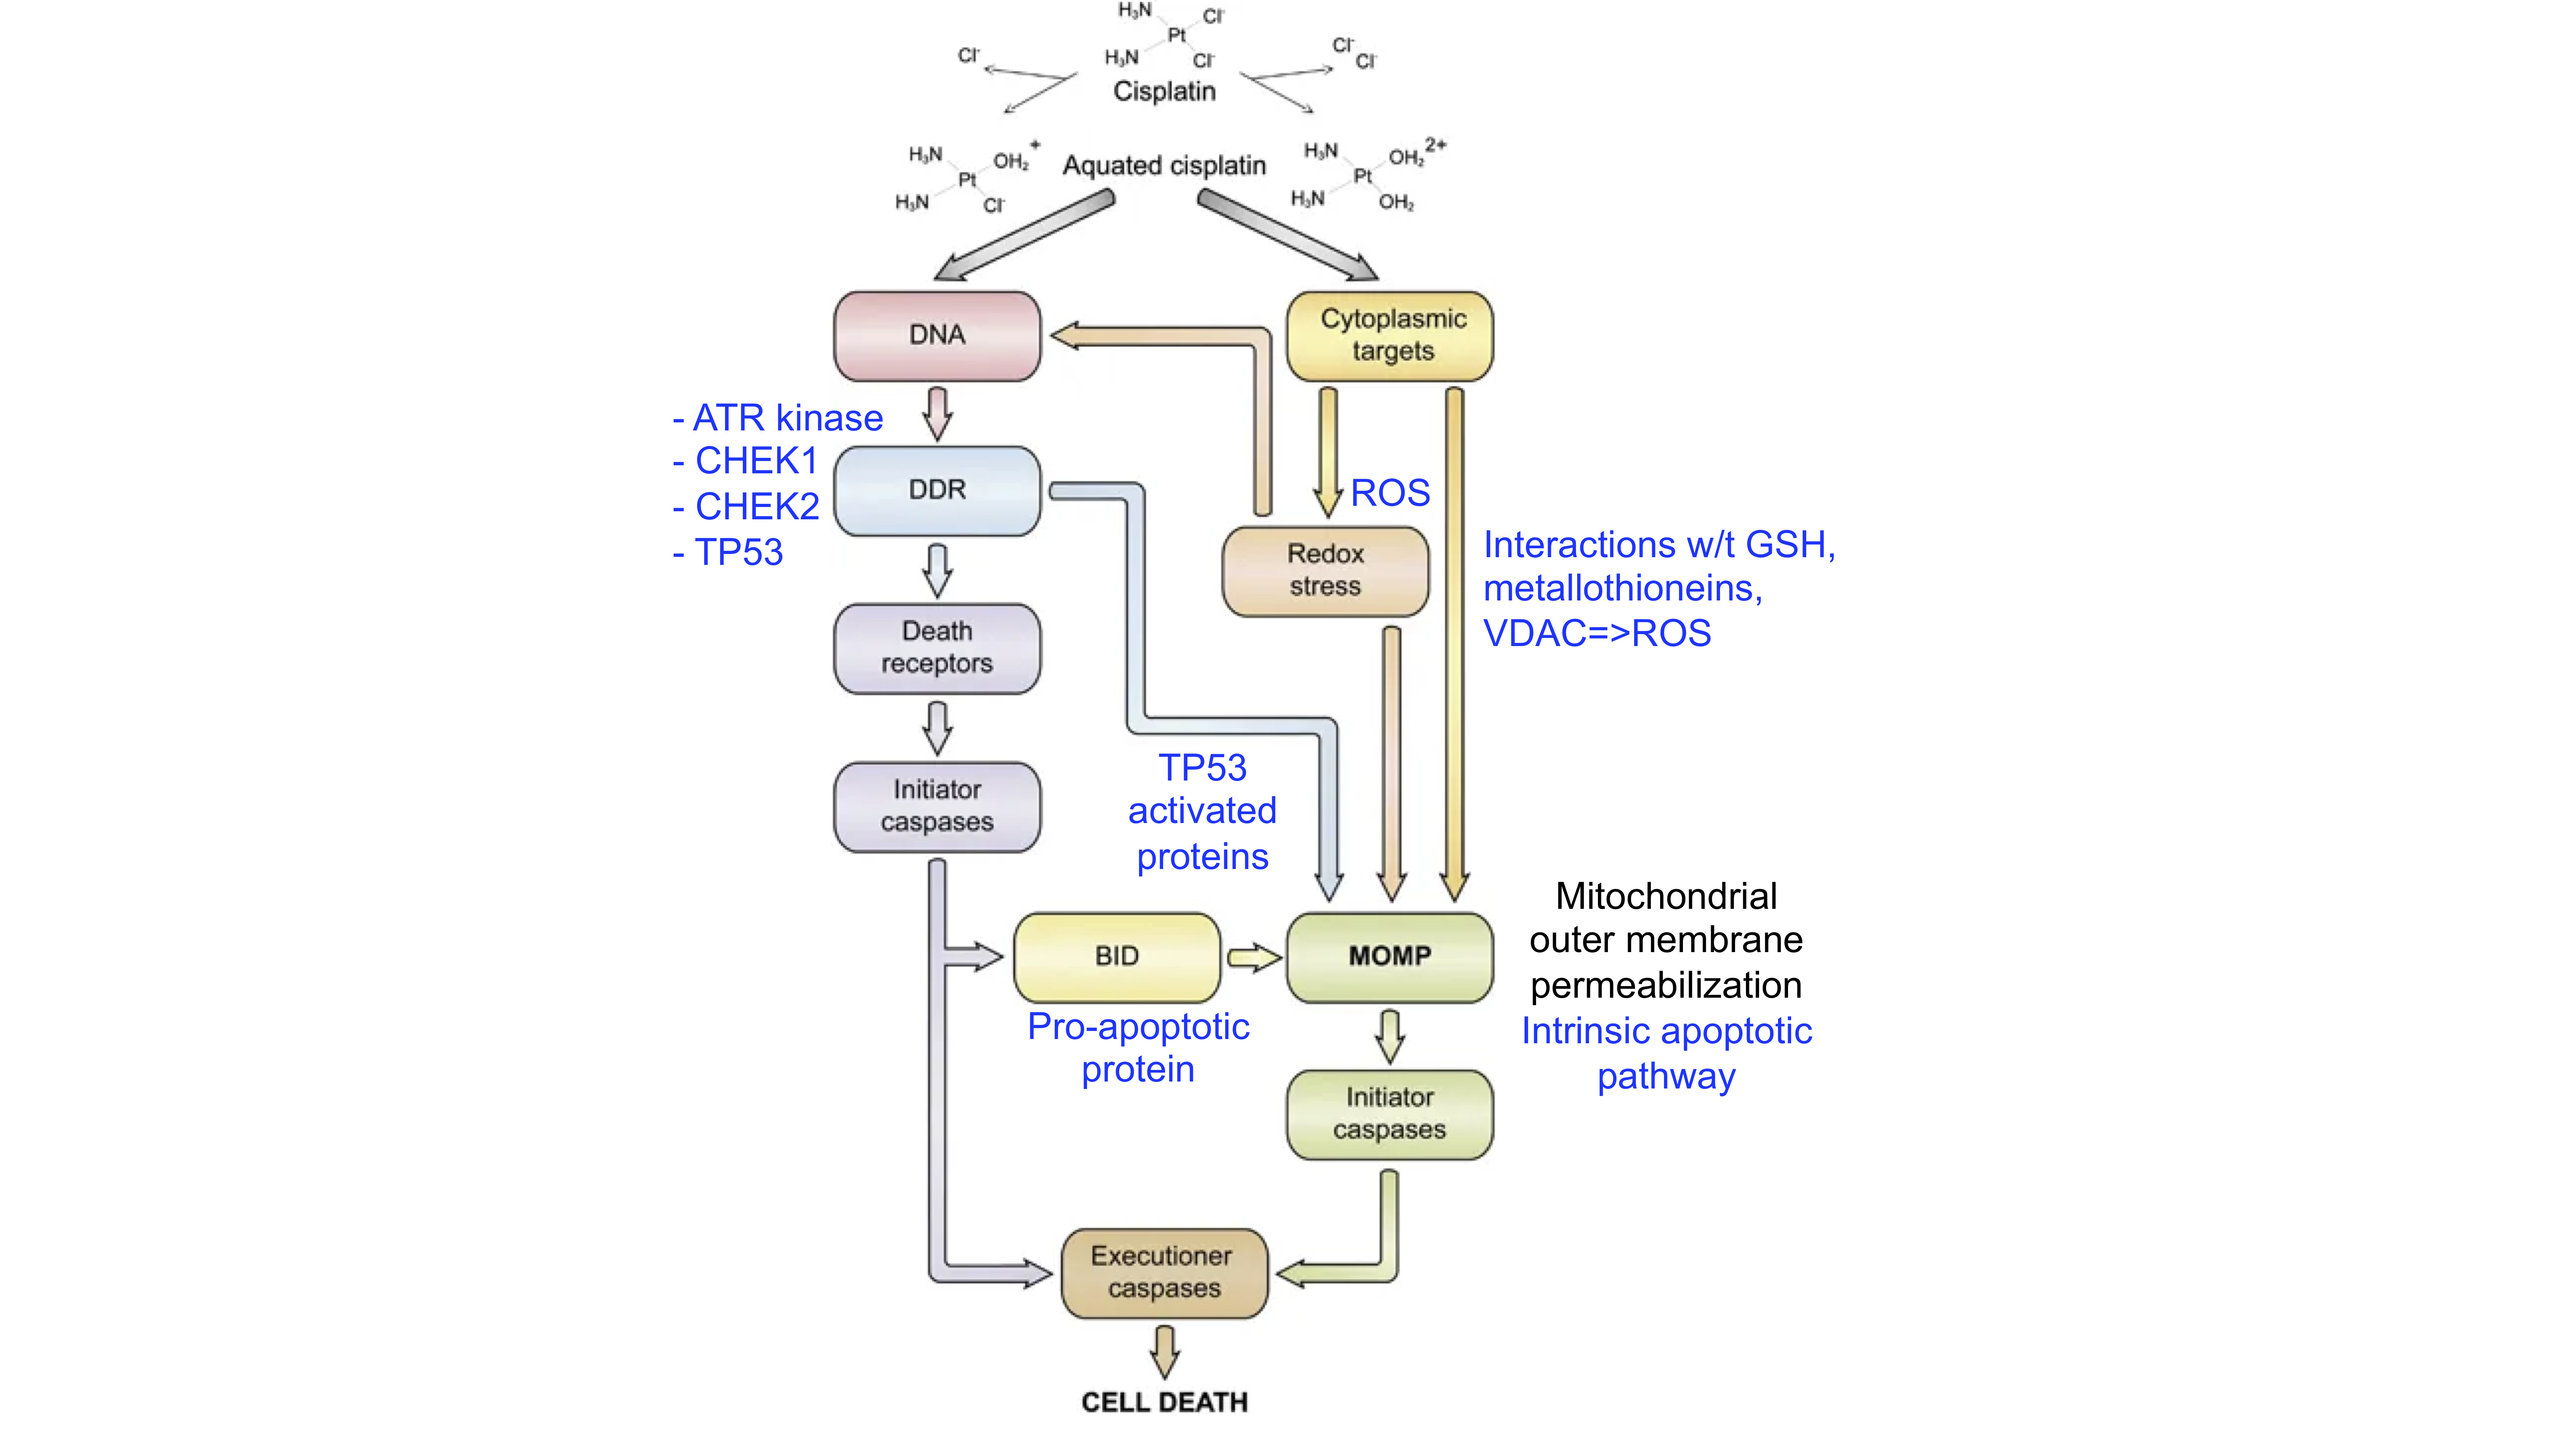 H₃N Cl⁻
Pt
H₃N Cl⁻
Cisplatin
Cl⁻
Cl⁻
Cl⁻
H₃N OH₂ +
Pt
H₃N Cl⁻
Aquated cisplatin
H₃N OH₂ 2+
Pt
H₃N OH₂
DNA
Cytoplasmic
targets
- ATR kinase
- CHEK1
- CHEK2
- TP53
DDR
ROS
Redox
stress
Interactions w/t GSH,
metallothioneins,
VDAC=>ROS
Death
receptors
Initiator
caspases
TP53
activated
proteins
BID
Pro-apoptotic
protein
MOMP
Mitochondrial
outer membrane
permeabilization
Intrinsic apoptotic
pathway
Initiator
caspases
Executioner
caspases
CELL DEATH